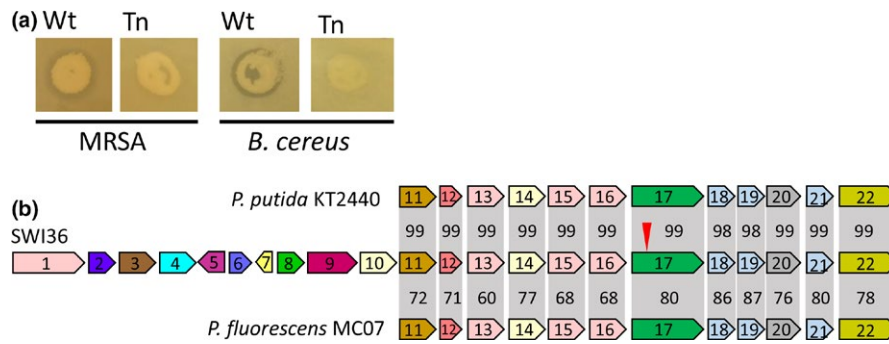 (a) Wt Tn Wt Tn
MRSA B. cereus
(b) P. putida KT2440 11 12 13 14 15 16 17 18 19 20 21 22
99 99 99 99 99 99 99 98 98 99 99 99
SWI36
1 2 3 4 5 6 7 8 9 10 11 12 13 14 15 16 17 18 19 20 21 22
72 71 60 77 68 68 80 86 87 76 80 78
P. fluorescens MC07 11 12 13 14 15 16 17 18 19 20 21 22